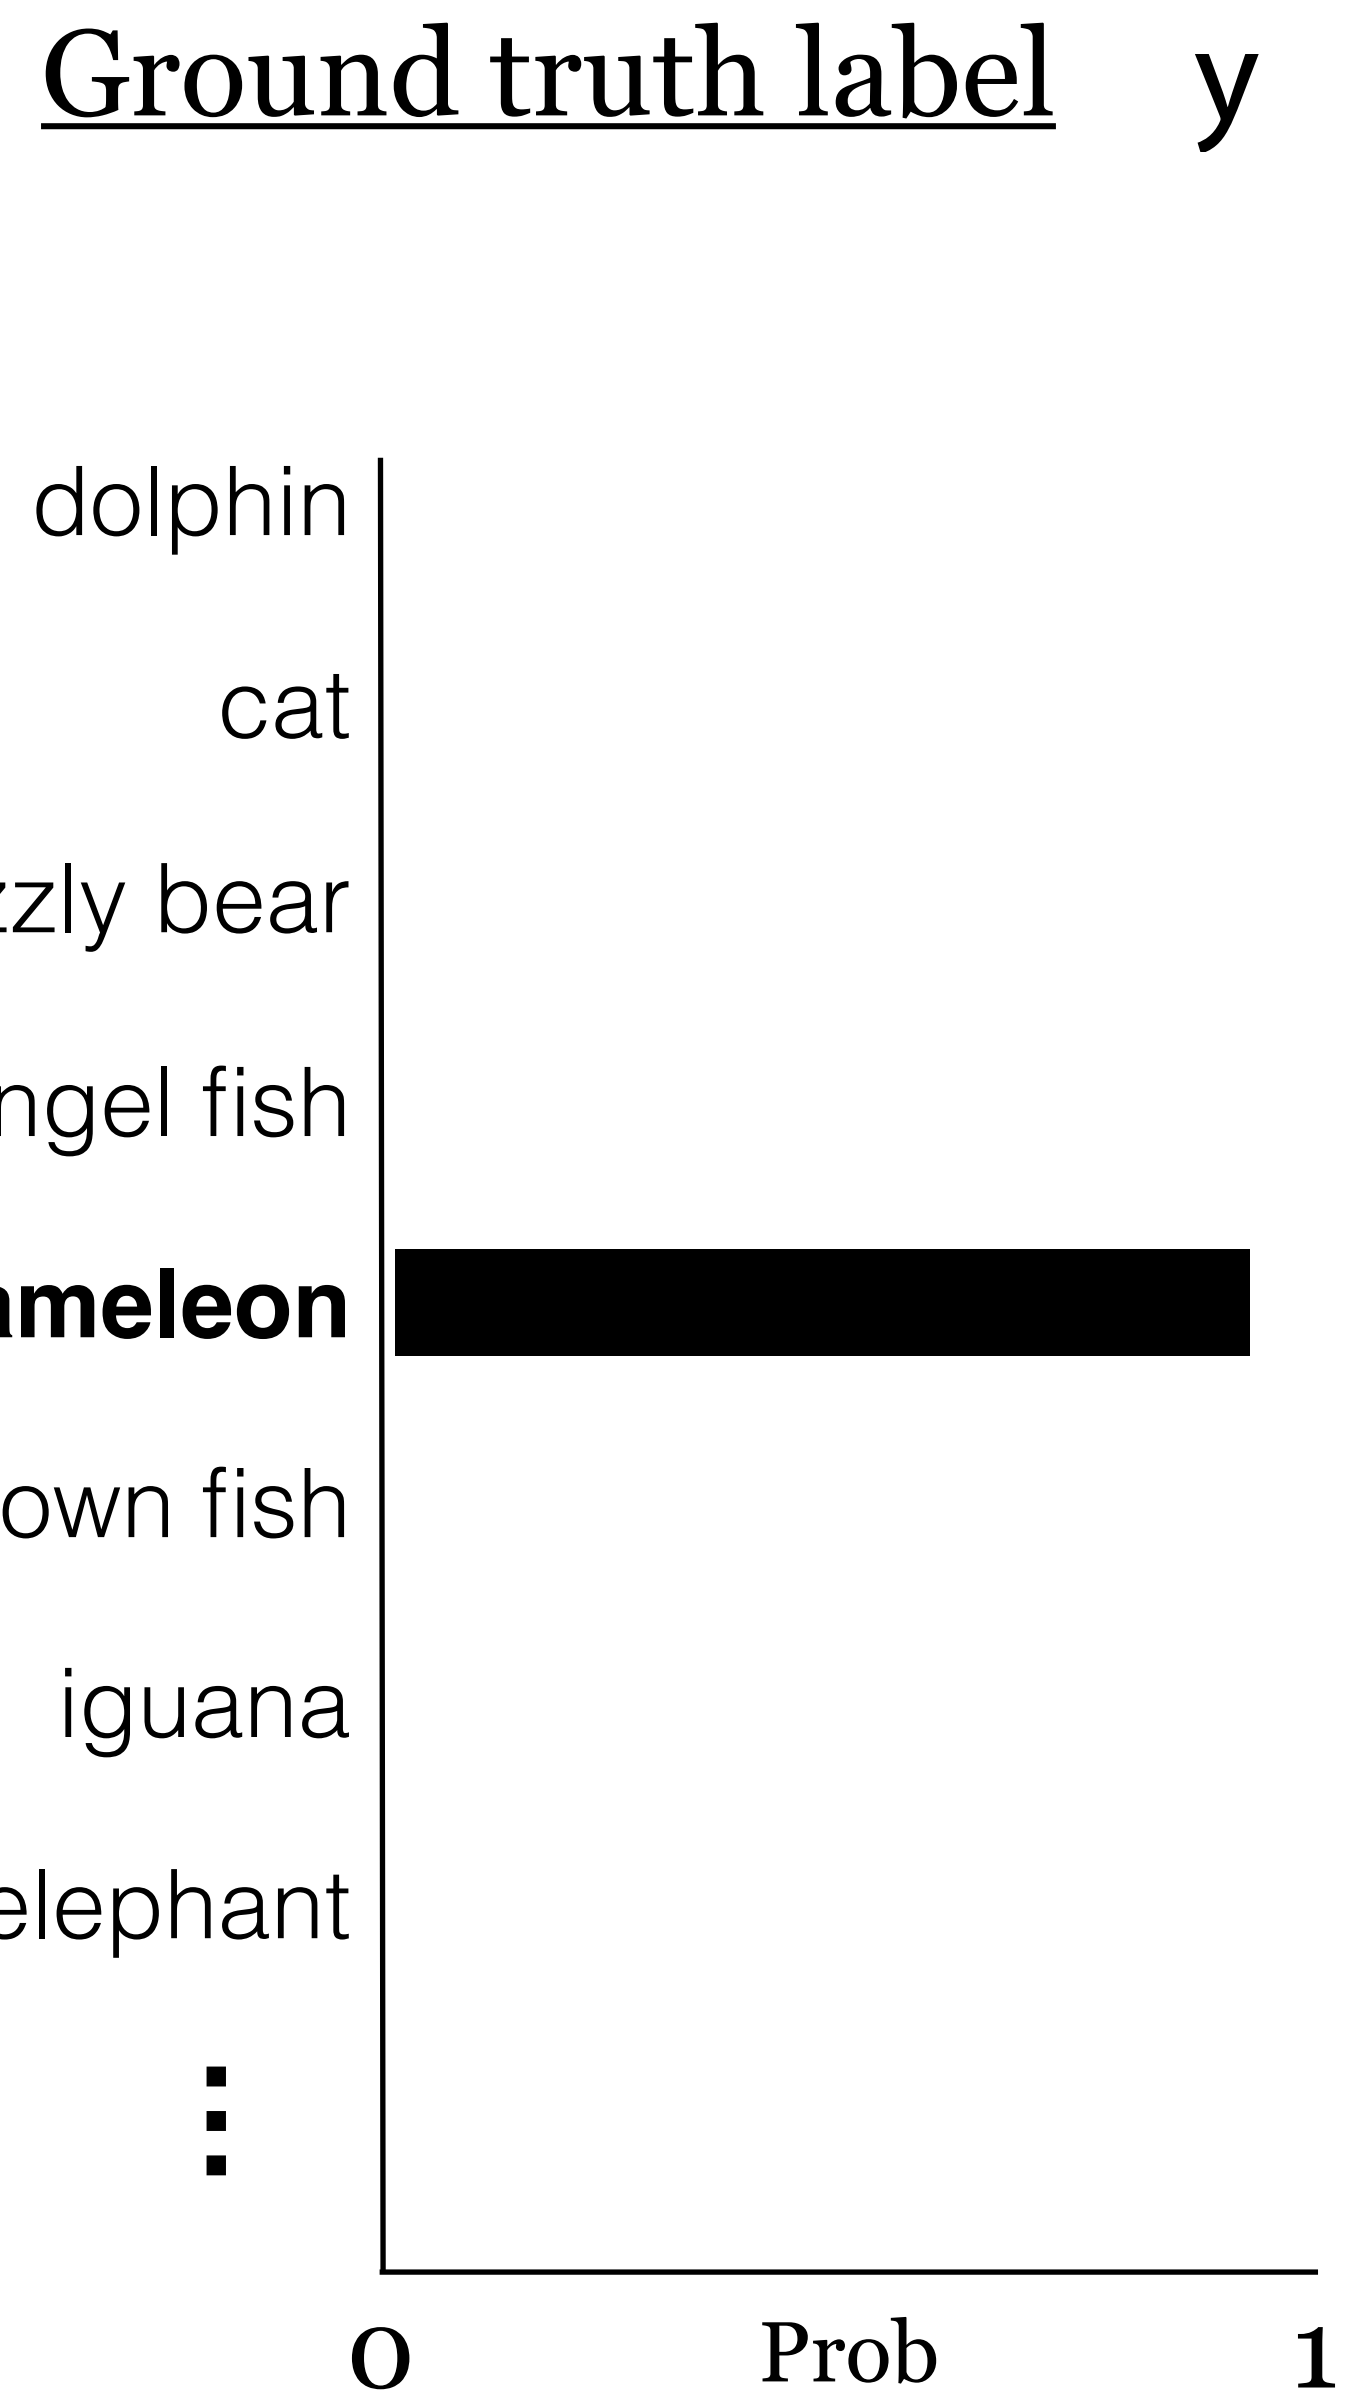 Ground truth label y
dolphin
cat
zzly bear
ngel fish
ameleon
own fish
iguana
elephant
⋮
0 Prob 1